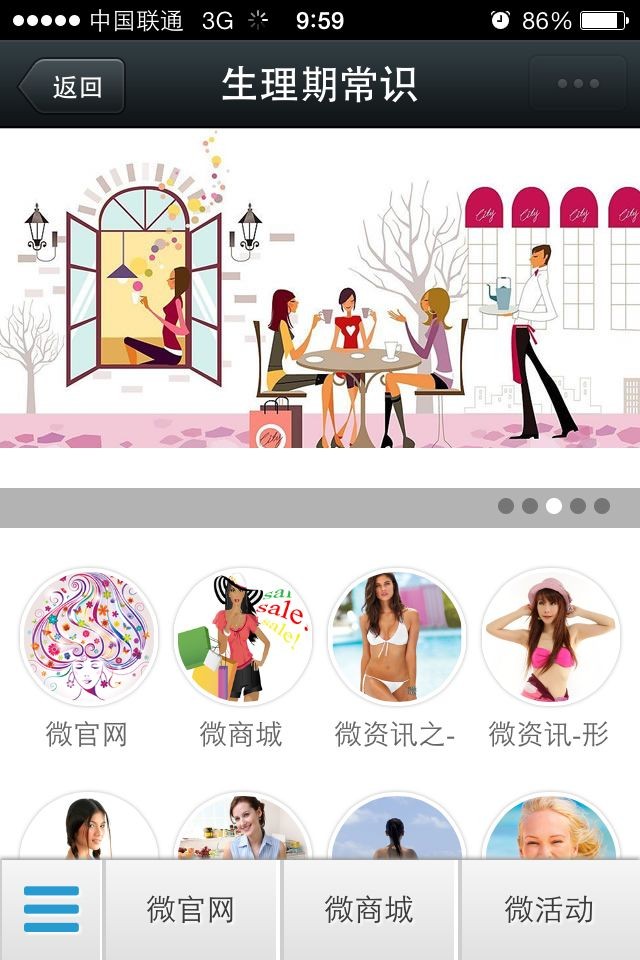 中国联通 3G 9:59 86%
返回 生理期常识
City City City City
City
sal
sale.
sale!
微官网 微商城 微资讯之- 微资讯-形
微官网 微商城 微活动